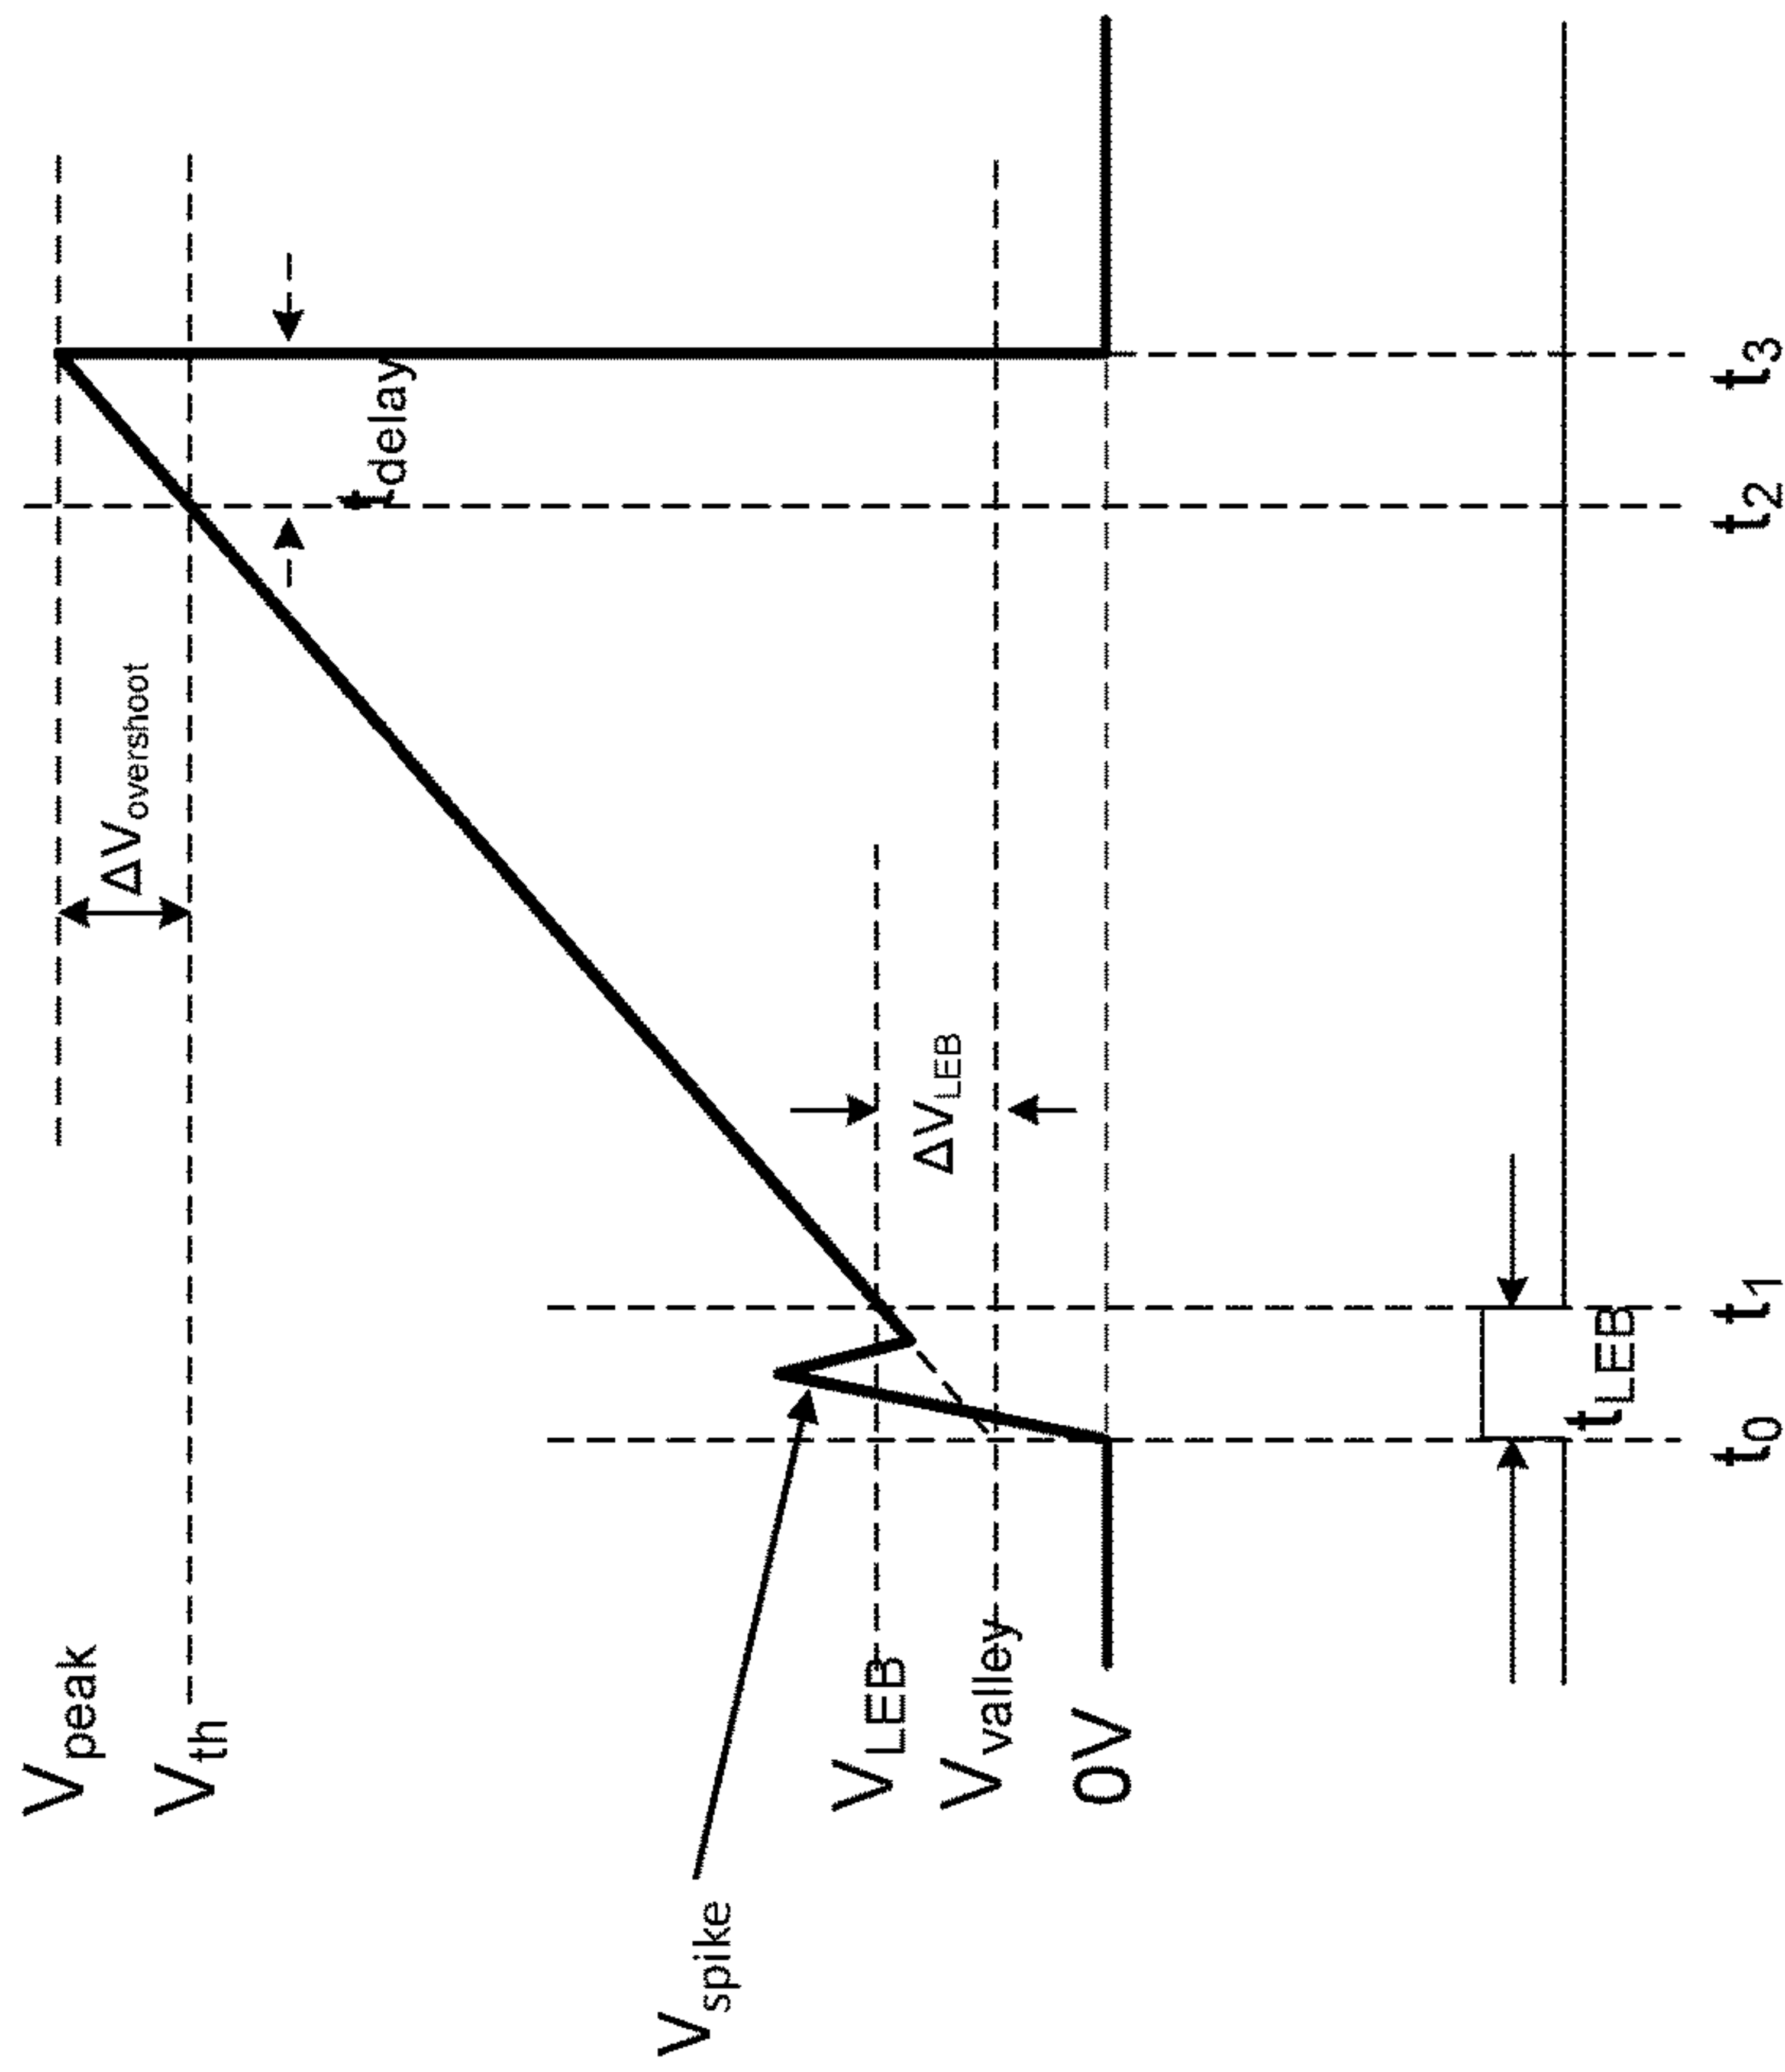 Vpeak
Vth
ΔVovershoot
tdelay
Vspike
VLEB
ΔVLEB
Vvalley
0V
tLEB
t0
t1
t2
t3